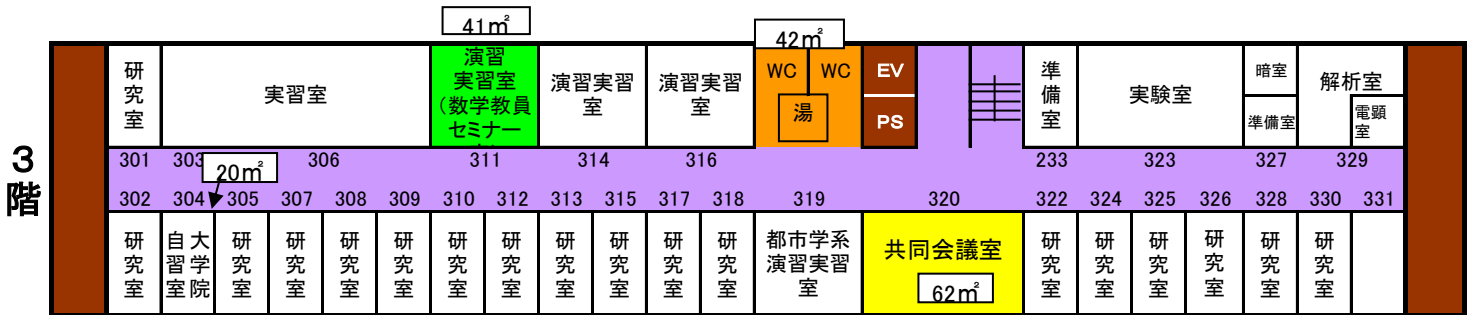 41㎡
42㎡
研究室
実習室
演習
実習室
（数学教員
セミナー
演習実習
室
演習実習
室
WC
WC
湯
EV
PS
準備室
実験室
暗室
準備室
解析室
電顕
室
3階
301
303
306
311
314
316
233
323
327
329
20㎡
302
304
305
307
308
309
310
312
313
315
317
318
319
320
322
324
325
326
328
330
331
研究室
大学院
自習室
研究室
研究室
研究室
研究室
研究室
研究室
研究室
研究室
研究室
研究室
都市学系
演習実習
室
共同会議室
62㎡
研究室
研究室
研究室
研究室
研究室
研究室